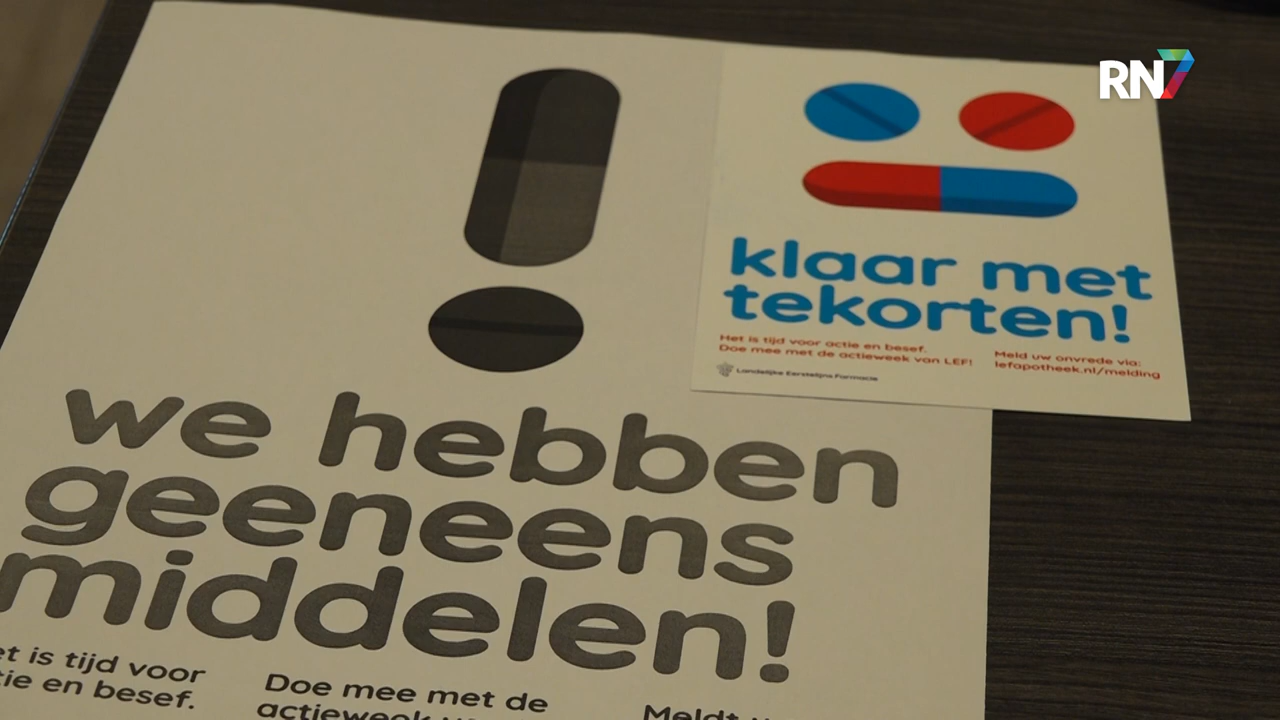 RN7
klaar met
tekorten!
Het is tijd voor actie en besef.
Doe mee met de actieweek van LEF!
Meld uw onvrede via:
lefapotheek.nl/melding
Landelijke Eerstelijns Farmacie
we hebben
geeneens
middelen!
et is tijd voor
tie en besef.
Doe mee met de
actieweek
Meldt